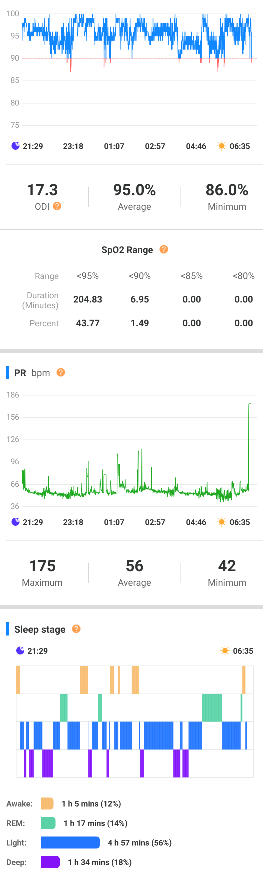 100
95
90
85
80
75
21:29 23:18 01:07 02:57 04:46 06:35
17.3 95.0% 86.0%
ODI ? Average Minimum
SpO2 Range ?
Range <95% <90% <85% <80%
Duration (Minutes) 204.83 6.95 0.00 0.00
Percent 43.77 1.49 0.00 0.00
PR bpm ?
186
156
126
96
66
36
21:29 23:18 01:07 02:57 04:46 06:35
175 56 42
Maximum Average Minimum
Sleep stage ?
21:29 06:35
Awake: 1 h 5 mins (12%)
REM: 1 h 17 mins (14%)
Light: 4 h 57 mins (56%)
Deep: 1 h 34 mins (18%)